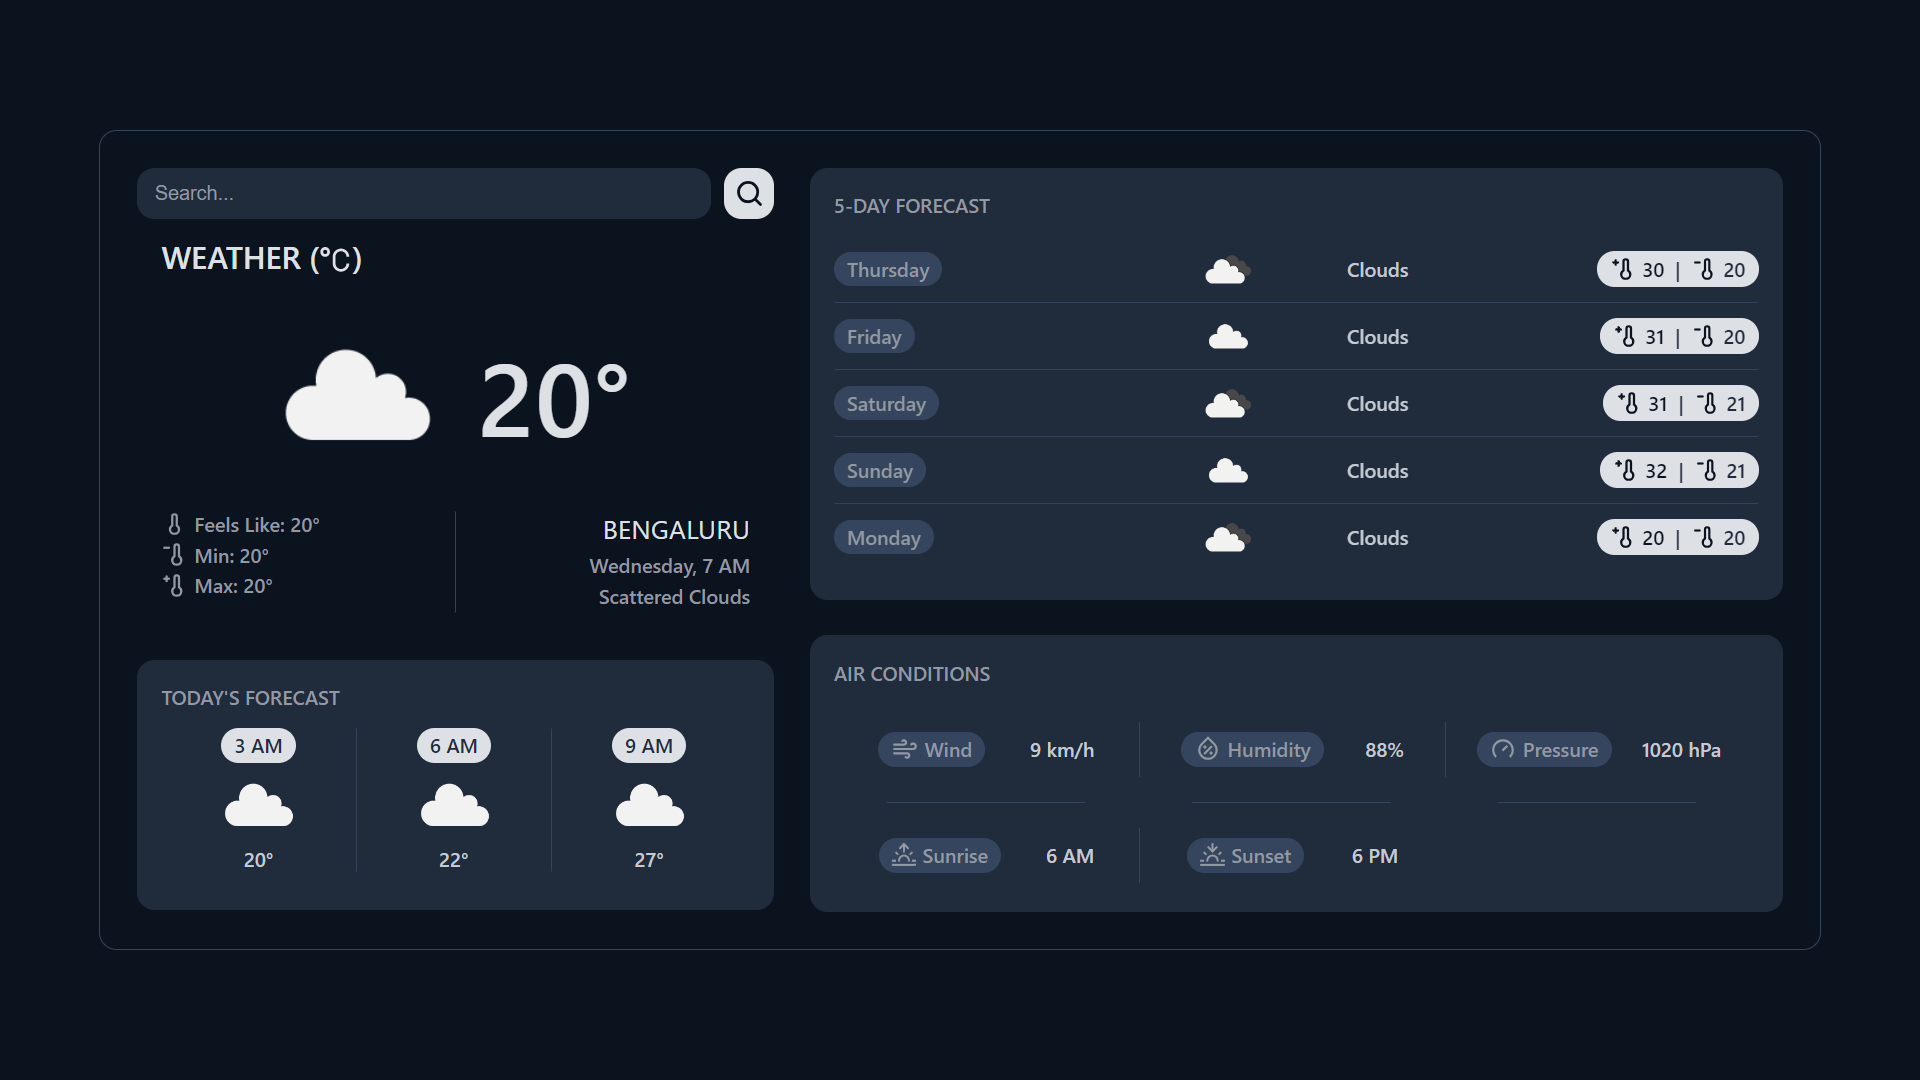 Search...
WEATHER (°C)
20°
Feels Like: 20°
Min: 20°
Max: 20°
BENGALURU
Wednesday, 7 AM
Scattered Clouds
TODAY'S FORECAST
3 AM 6 AM 9 AM
20° 22° 27°
5-DAY FORECAST
Thursday Clouds 30 | 20
Friday Clouds 31 | 20
Saturday Clouds 31 | 21
Sunday Clouds 32 | 21
Monday Clouds 20 | 20
AIR CONDITIONS
Wind 9 km/h Humidity 88% Pressure 1020 hPa
Sunrise 6 AM Sunset 6 PM